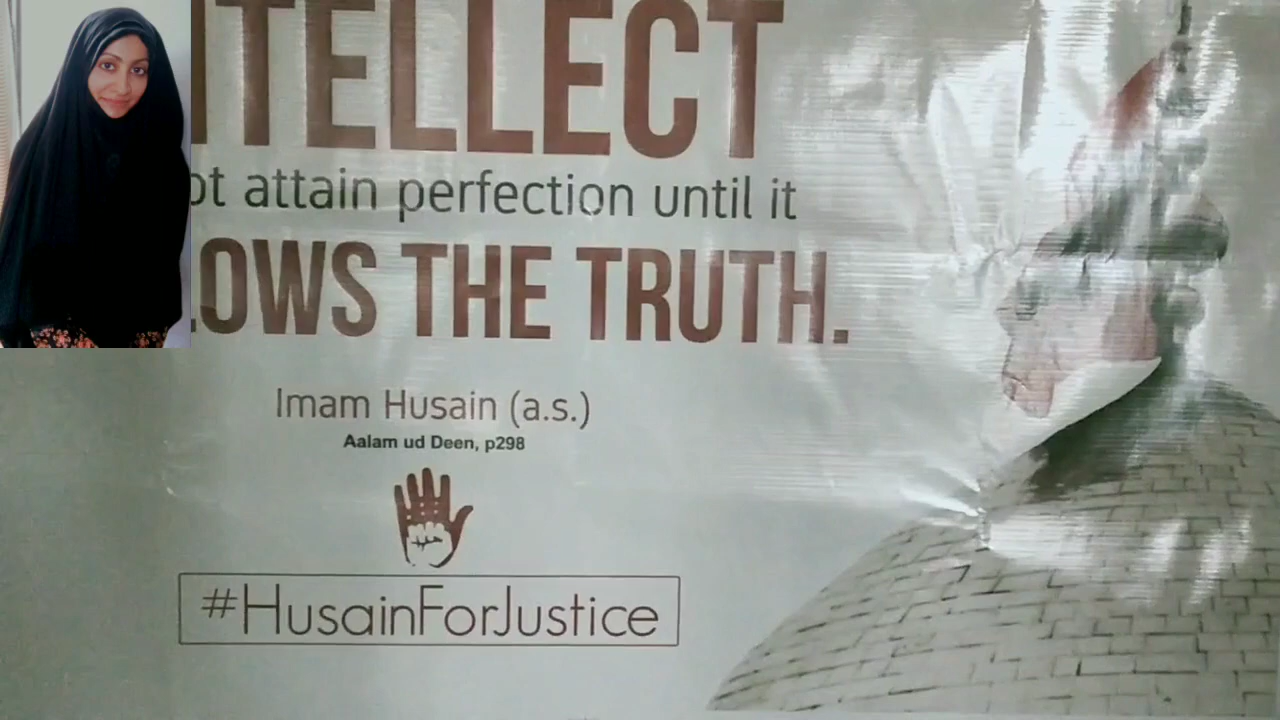 TELLECT
ot attain perfection until it
LOWS THE TRUTH.
Imam Husain (a.s.)
Aalam ud Deen, p298
#HusainForJustice